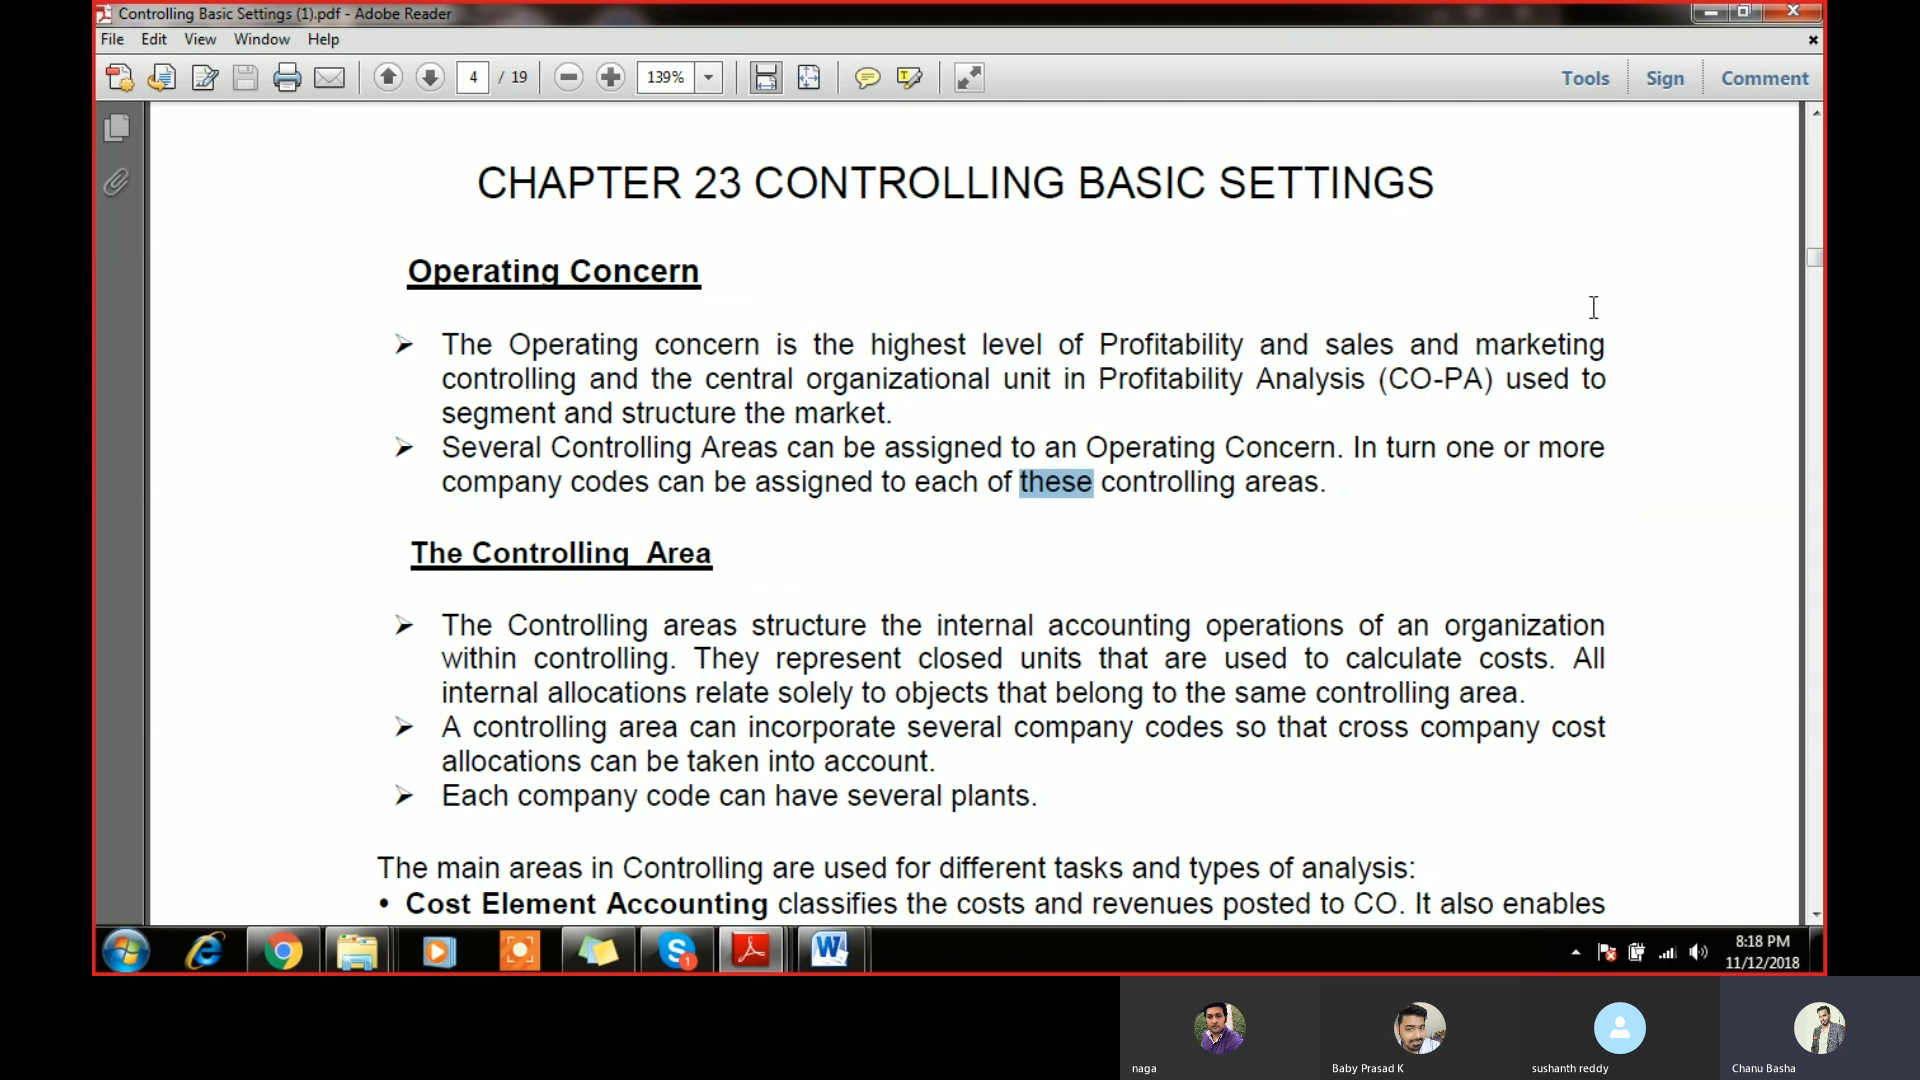 Controlling Basic Settings (1).pdf - Adobe Reader
File Edit View Window Help
4 / 19 139% Tools Sign Comment
CHAPTER 23 CONTROLLING BASIC SETTINGS
Operating Concern
➢ The Operating concern is the highest level of Profitability and sales and marketing
controlling and the central organizational unit in Profitability Analysis (CO-PA) used to
segment and structure the market.
➢ Several Controlling Areas can be assigned to an Operating Concern. In turn one or more
company codes can be assigned to each of these controlling areas.
The Controlling Area
➢ The Controlling areas structure the internal accounting operations of an organization
within controlling. They represent closed units that are used to calculate costs. All
internal allocations relate solely to objects that belong to the same controlling area.
➢ A controlling area can incorporate several company codes so that cross company cost
allocations can be taken into account.
➢ Each company code can have several plants.
The main areas in Controlling are used for different tasks and types of analysis:
• Cost Element Accounting classifies the costs and revenues posted to CO. It also enables
8:18 PM
11/12/2018
naga Baby Prasad K sushanth reddy Chanu Basha